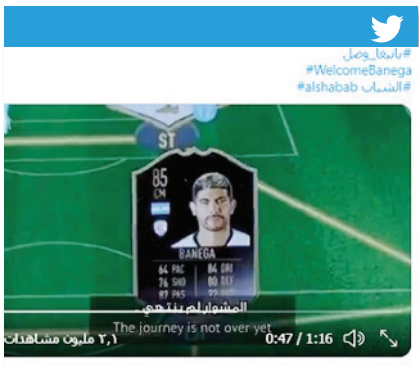 #بانيغا_وصل
#WelcomeBanega
#الشباب alshabab#
ST
85
CM
BANEGA
64 PAC 84 DRI
76 SHO 80 DEF
87 PAS
المشوار لم ينتهي..
The journey is not over yet
٢,١ مليون مشاهدات
0:47 / 1:16